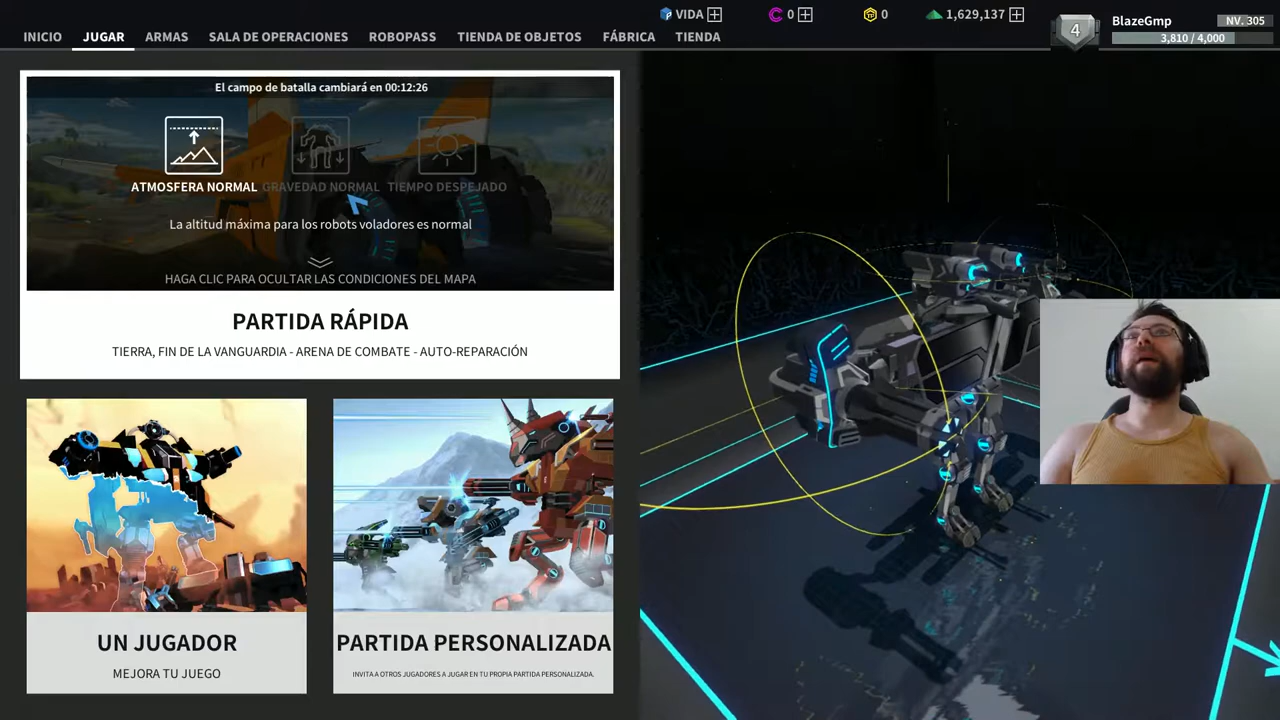 VIDA 0 0 1,629,137
INICIO JUGAR ARMAS SALA DE OPERACIONES ROBOPASS TIENDA DE OBJETOS FÁBRICA TIENDA
4 BlazeGmp NV. 305
3,810 / 4,000
El campo de batalla cambiará en 00:12:26
ATMOSFERA NORMAL GRAVEDAD NORMAL TIEMPO DESPEJADO
La altitud máxima para los robots voladores es normal
HAGA CLIC PARA OCULTAR LAS CONDICIONES DEL MAPA
PARTIDA RÁPIDA
TIERRA, FIN DE LA VANGUARDIA - ARENA DE COMBATE - AUTO-REPARACIÓN
UN JUGADOR
MEJORA TU JUEGO
PARTIDA PERSONALIZADA
INVITA A OTROS JUGADORES A JUGAR EN TU PROPIA PARTIDA PERSONALIZADA.